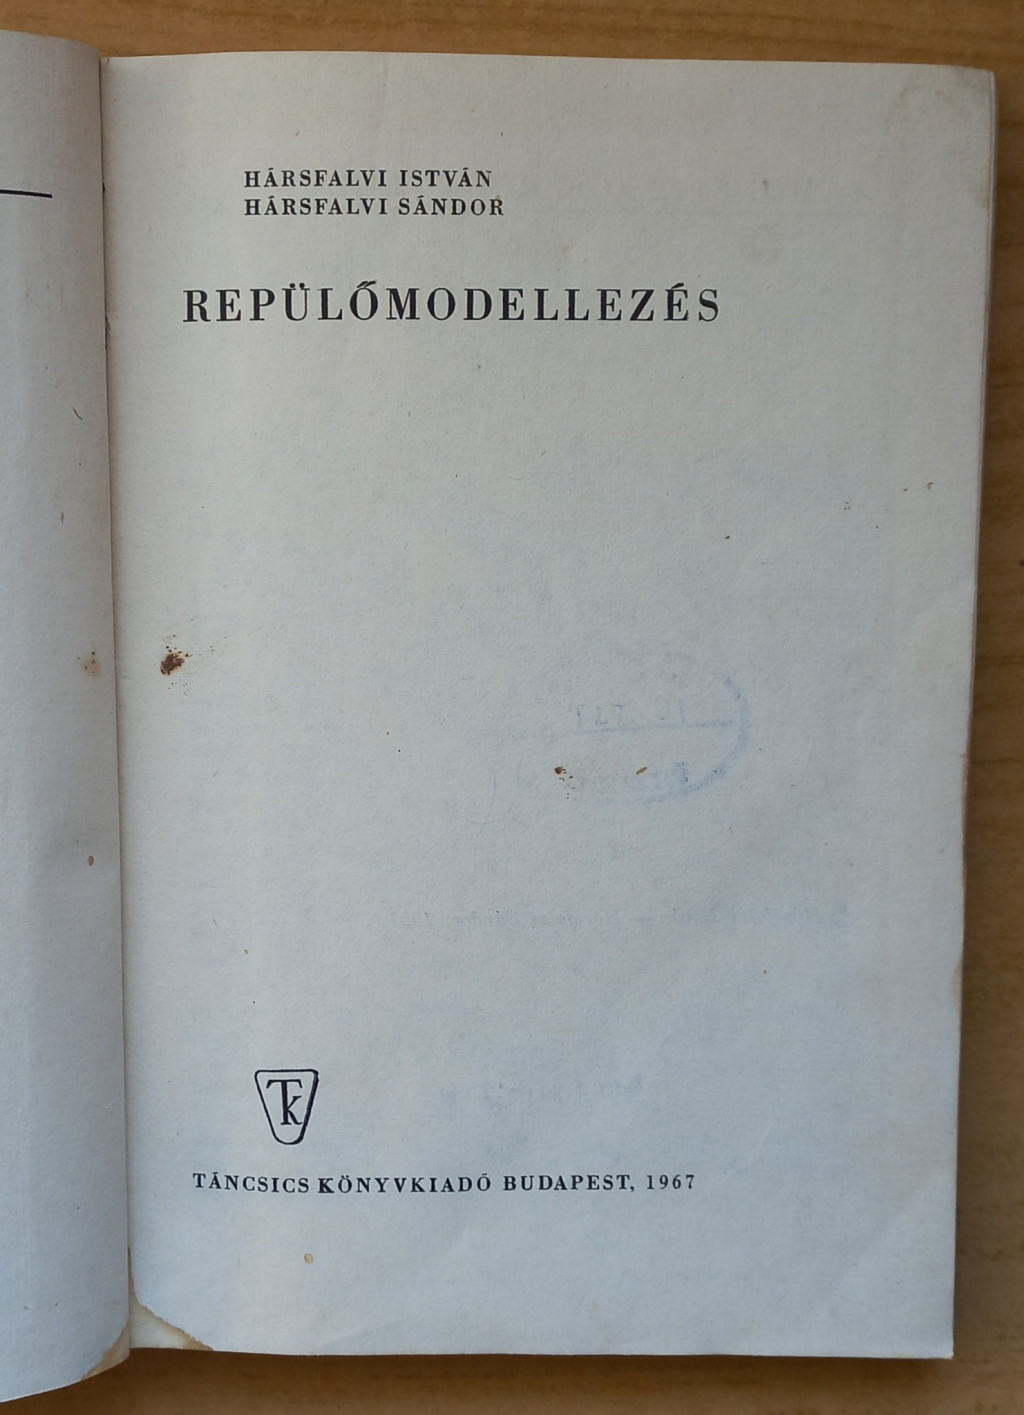 HÁRSFALVI ISTVÁN
HÁRSFALVI SÁNDOR
REPÜLŐMODELLEZÉS
Tk
TÁNCSICS KÖNYVKIADÓ BUDAPEST, 1967